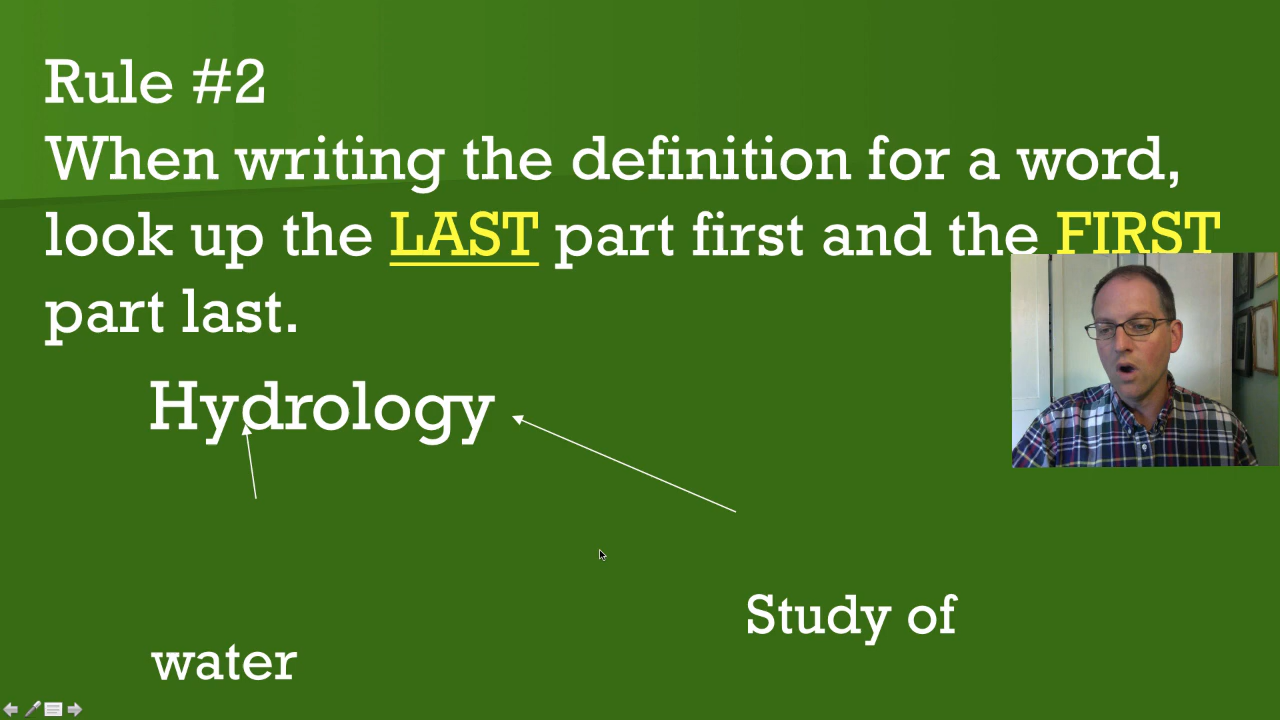 Rule #2
When writing the definition for a word,
look up the LAST part first and the FIRST
part last.
Hydrology
Study of
water